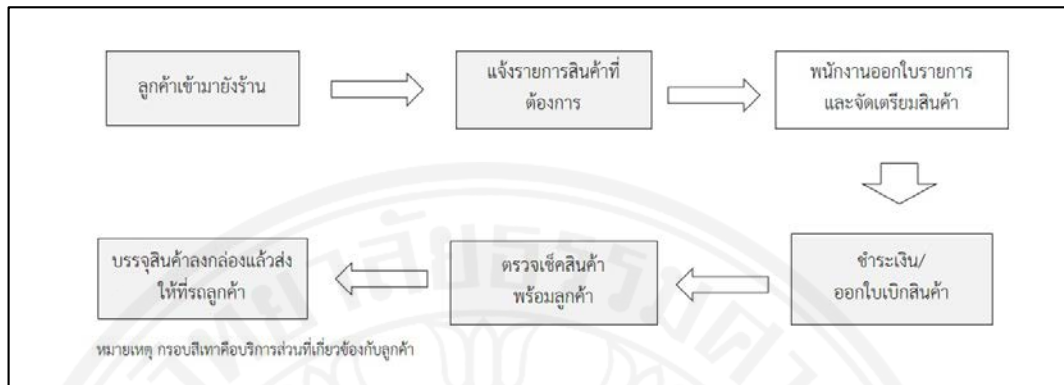 ลูกค้าเข้ามายังร้าน
แจ้งรายการสินค้าที่
ต้องการ
พนักงานออกใบรายการ
และจัดเตรียมสินค้า
ชำระเงิน/
ออกใบเบิกสินค้า
ตรวจเช็คสินค้า
พร้อมลูกค้า
บรรจุสินค้าลงกล่องแล้วส่ง
ให้ที่รถลูกค้า
หมายเหตุ กรอบสีเทาคือบริการส่วนที่เกี่ยวข้องกับลูกค้า